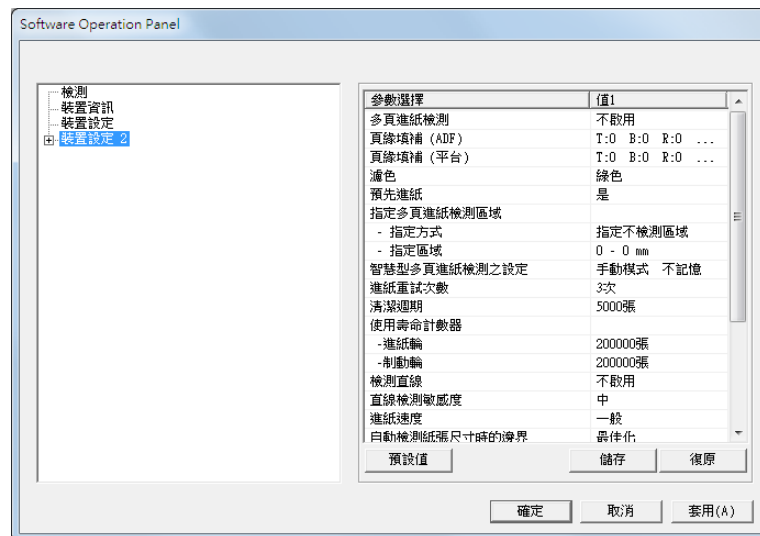 Software Operation Panel
檢測
裝置資訊
裝置設定
裝置設定 2
參數選擇 值1
多頁進紙檢測 不啟用
頁緣填補 (ADF) T:0 B:0 R:0 ...
頁緣填補 (平台) T:0 B:0 R:0 ...
濾色 綠色
預先進紙 是
指定多頁進紙檢測區域
- 指定方式 指定不檢測區域
- 指定區域 0 - 0 mm
智慧型多頁進紙檢測之設定 手動模式 不記憶
進紙重試次數 3次
清潔週期 5000張
使用壽命計數器
-進紙輪 200000張
-制動輪 200000張
檢測直線 不啟用
直線檢測敏感度 中
進紙速度 一般
自動檢測紙張尺寸時的邊界 最佳化
預設值 儲存 復原
確定 取消 套用(A)